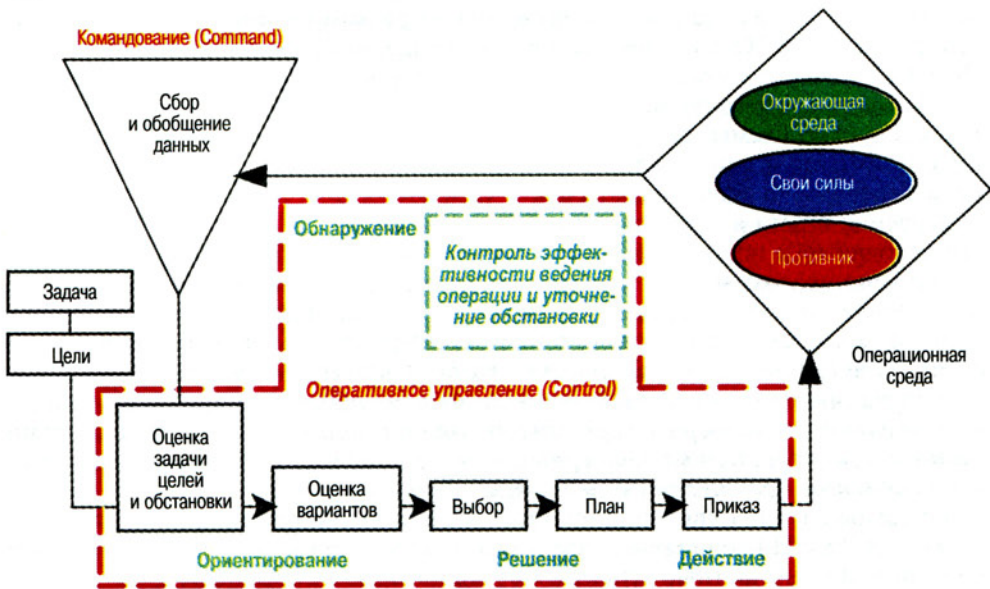 Командование (Command)
Сбор
и обобщение
данных
Окружающая
среда
Свои силы
Противник
Обнаружение
Контроль эффек-
тивности ведения
операции и уточне-
ние обстановки
Задача
Цели
Операционная
среда
Оперативное управление (Control)
Оценка
задачи
целей
и обстановки
Оценка
вариантов
Выбор
План
Приказ
Ориентирование
Решение
Действие